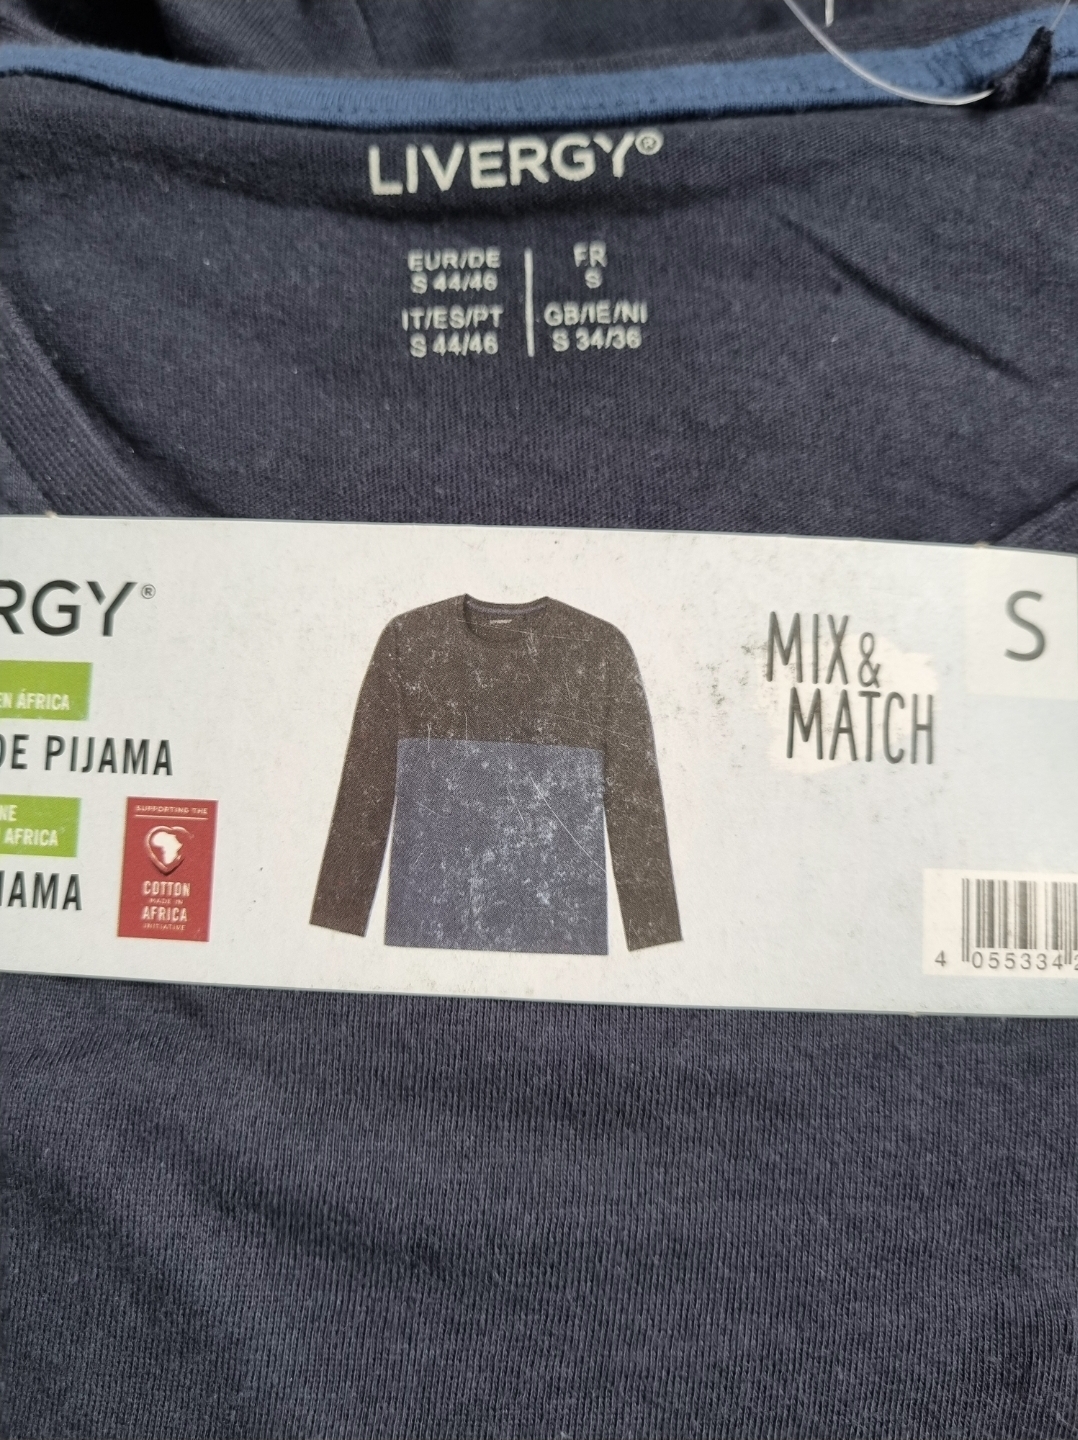 LIVERGY®
EUR/DE
S 44/46
FR
S
IT/ES/PT
S 44/46
GB/IE/NI
S 34/36
RGY®
EN ÁFRICA
DE PIJAMA
NE
AFRICA
JAMA
SUPPORTING THE
COTTON
MADE IN
AFRICA
INITIATIVE
MIX &
MATCH
S
4 055334